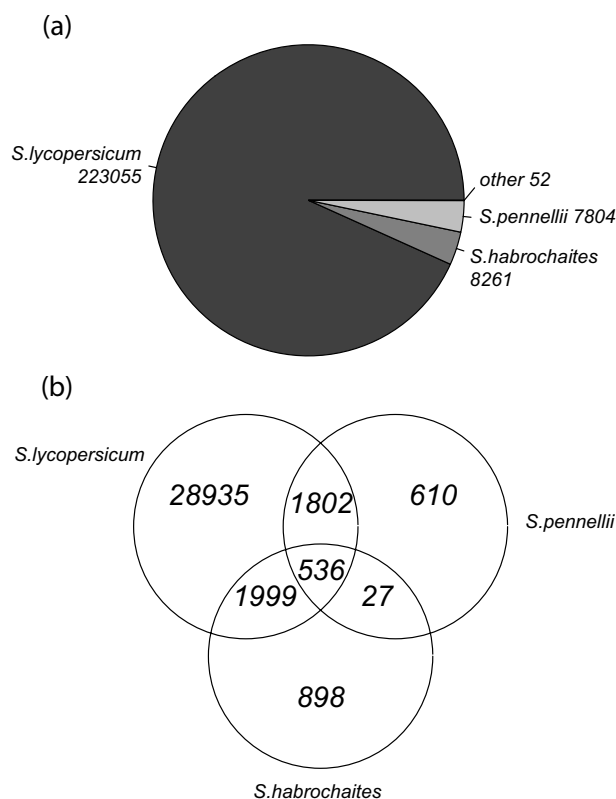 (a)
S.lycopersicum
223055
other 52
S.pennellii 7804
S.habrochaites
8261
(b)
S.lycopersicum
28935
1802
610
S.pennellii
536
1999
27
898
S.habrochaites